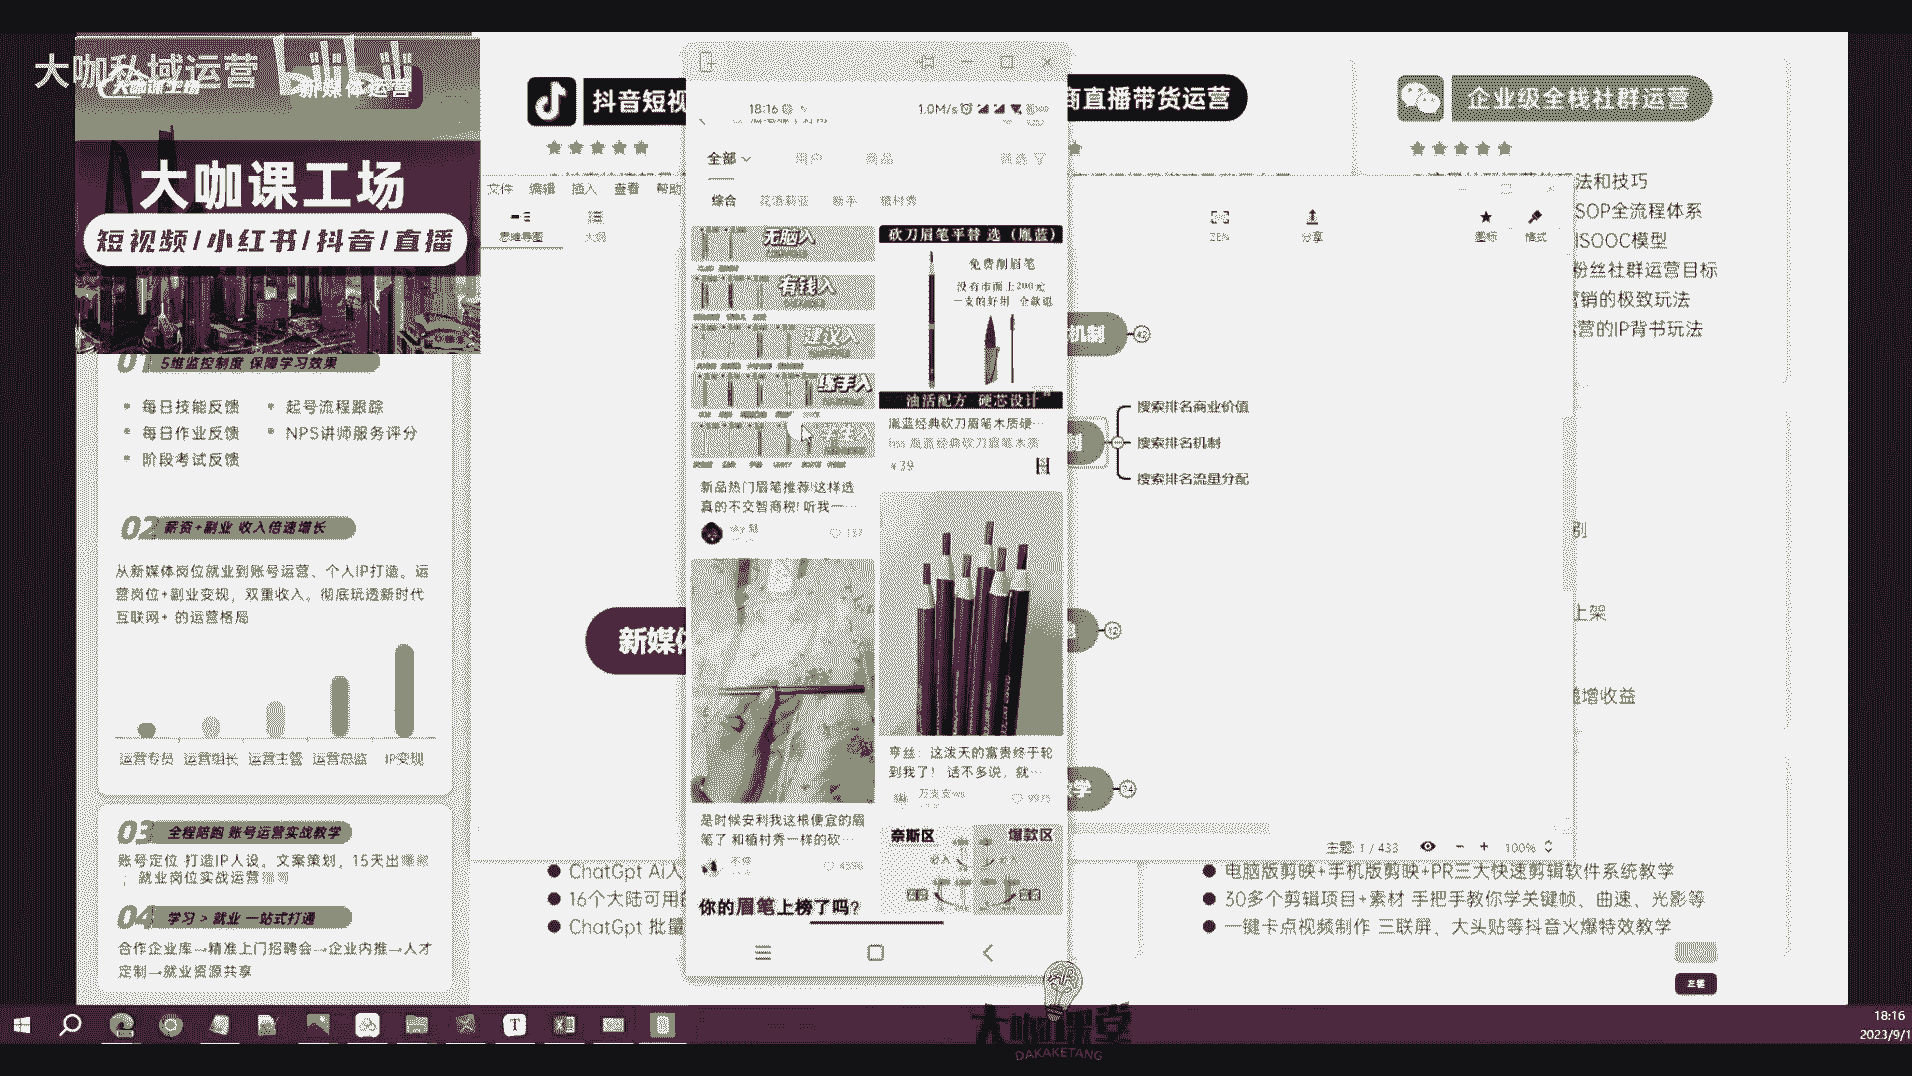 大咖私域运营
新媒体运营
大咖课工场
短视频/小红书/抖音/直播
01 5维监控制度 保障学习效果
每日技能反馈
起号流程跟踪
每日作业反馈
NPS讲师服务评分
阶段考试反馈
02 薪资+副业 收入倍速增长
从新媒体岗位就业到账号运营、个人IP打造。运
营岗位+副业变现，双重收入。彻底玩透新时代
互联网+ 的运营格局
运营专员 运营组长 运营主管 运营总监 IP变现
03 全程陪跑 账号运营实战教学
账号定位 打造IP人设，文案策划，15天出
就业岗位实战运营
04 学习 > 就业 一站式打通
合作企业库→精准上门招聘会→企业内推→人才
定制→就业资源共享
抖音短视
商直播带货运营
企业级全栈社群运营
法和技巧
SOP全流程体系
ISOOC模型
粉丝社群运营目标
营销的极致玩法
运营的IP背书玩法
文件 编辑 插入 查看 帮助
思维导图 大纲
分享
图标 格式
新媒体
机制
搜索排名商业价值
搜索排名机制
搜索排名流量分配
42
12
74
学
别
上架
增收益
主题: 1 / 433
100%
18:16
1.0M/s
全部 用户 商品 筛选
综合 花洛莉亚 新手 植村秀
无脑入
有钱入
建议入
练手入
新品热门眉笔推荐!这样选
真的不交智商税! 听我一…
137
砍刀眉笔平替 选（胤蓝）
免费削眉笔
没有市面上200元
一支的好用 全款退
油活配方 硬芯设计
胤蓝经典砍刀眉笔木质硬…
胤蓝经典砍刀眉笔木质
¥39
亨丝：这泼天的富贵终于轮
到我了！ 话不多说，就…
9975
是时候安利我这根便宜的眉
笔了 和植村秀一样的砍…
4596
奈斯区
爆款区
你的眉笔上榜了吗?
ChatGpt AI人
16个大陆可用
ChatGpt 批量
电脑版剪映+手机版剪映+PR三大快速剪辑软件系统教学
30多个剪辑项目+素材 手把手教你学关键帧、曲速、光影等
一键卡点视频制作 三联屏、大头贴等抖音火爆特效教学
大咖课堂
DAKAKETANG
18:16
2023/9/1